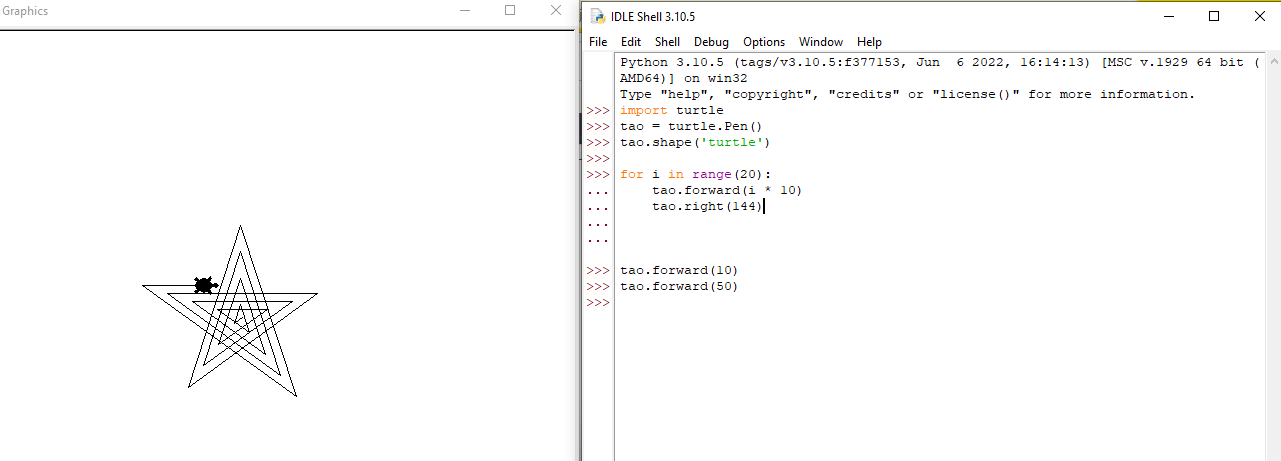 Graphics
IDLE Shell 3.10.5
File Edit Shell Debug Options Window Help
Python 3.10.5 (tags/v3.10.5:f377153, Jun  6 2022, 16:14:13) [MSC v.1929 64 bit (
AMD64)] on win32
Type "help", "copyright", "credits" or "license()" for more information.
>>> import turtle
>>> tao = turtle.Pen()
>>> tao.shape('turtle')
>>>
>>> for i in range(20):
...     tao.forward(i * 10)
...     tao.right(144)
...
...
>>> tao.forward(10)
>>> tao.forward(50)
>>>